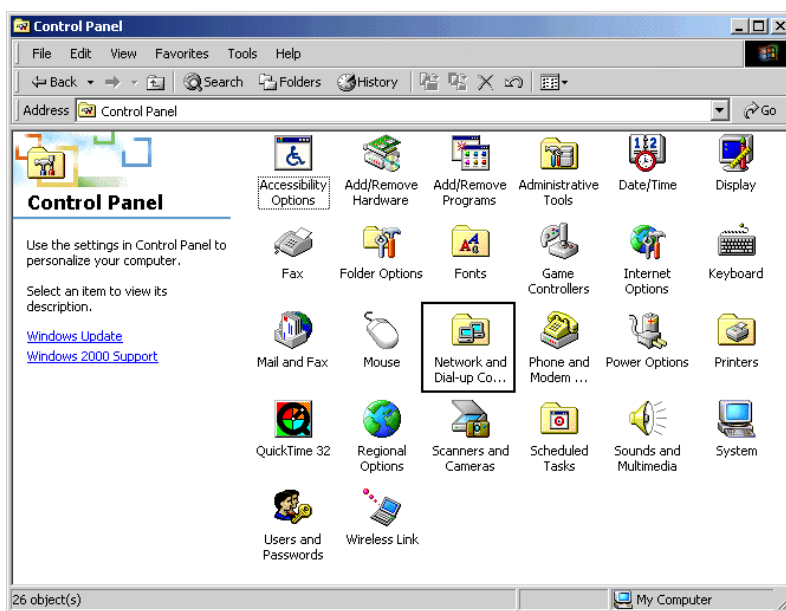 Control Panel
File Edit View Favorites Tools Help
Back Search Folders History
Address Control Panel Go
Control Panel
Use the settings in Control Panel to
personalize your computer.
Select an item to view its
description.
Windows Update
Windows 2000 Support
Accessibility
Options
Add/Remove
Hardware
Add/Remove
Programs
Administrative
Tools
Date/Time
Display
Fax
Folder Options
Fonts
Game
Controllers
Internet
Options
Keyboard
Mail and Fax
Mouse
Network and
Dial-up Co...
Phone and
Modem ...
Power Options
Printers
QuickTime 32
Regional
Options
Scanners and
Cameras
Scheduled
Tasks
Sounds and
Multimedia
System
Users and
Passwords
Wireless Link
26 object(s) My Computer